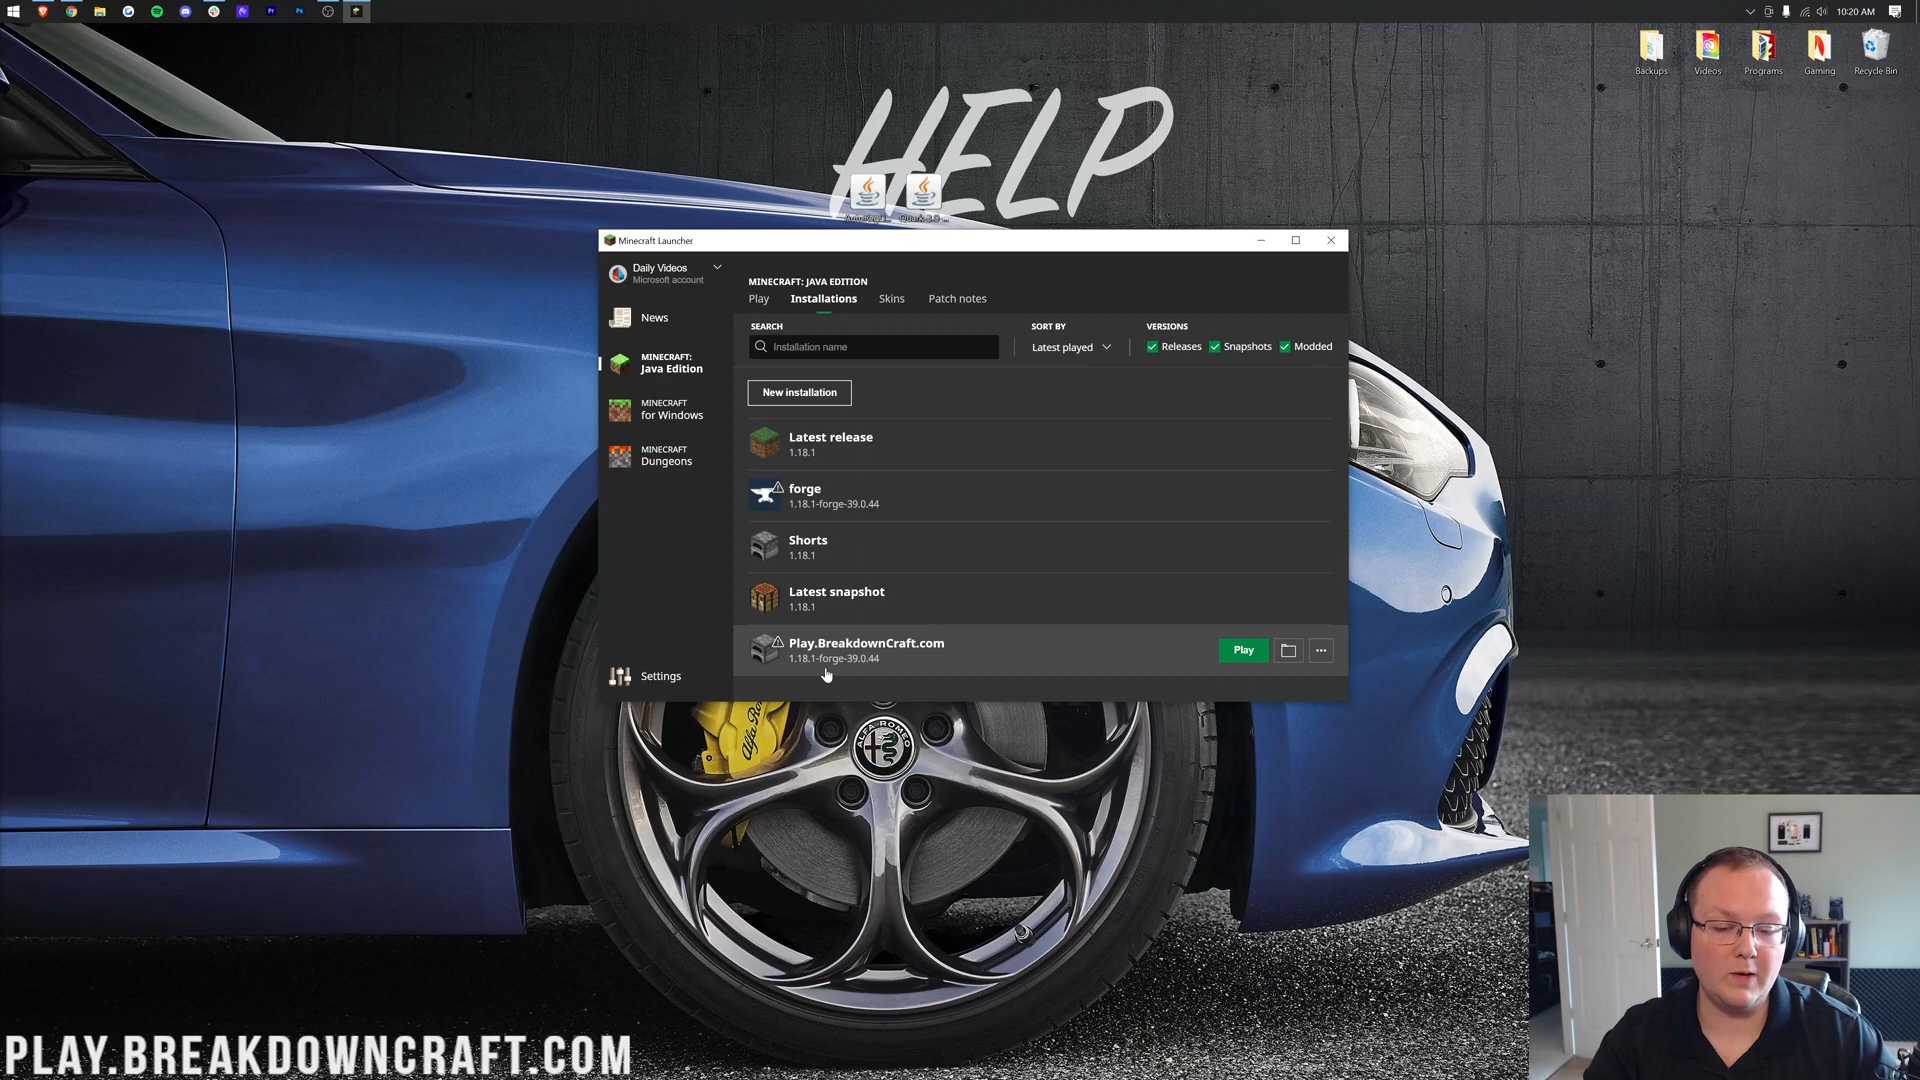 10:20 AM
Backups
Videos
Programs
Gaming
Recycle Bin
HELP
Minecraft Launcher
Daily Videos
Microsoft account
News
MINECRAFT:
Java Edition
MINECRAFT
for Windows
MINECRAFT
Dungeons
Settings
MINECRAFT: JAVA EDITION
Play
Installations
Skins
Patch notes
SEARCH
Installation name
SORT BY
Latest played
VERSIONS
Releases
Snapshots
Modded
New installation
Latest release
1.18.1
forge
1.18.1-forge-39.0.44
Shorts
1.18.1
Latest snapshot
1.18.1
Play.BreakdownCraft.com
1.18.1-forge-39.0.44
Play
Alfa Romeo
ALFA ROMEO
PLAY.BREAKDOWNCRAFT.COM